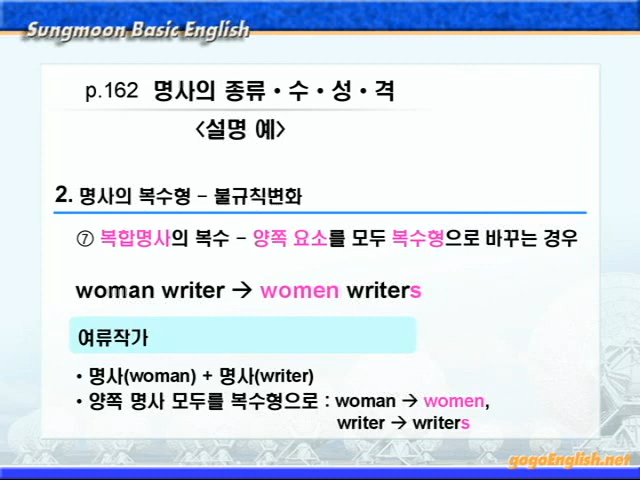 Sungmoon Basic English
p.162 명사의 종류 • 수 • 성 • 격
<설명 예>
2. 명사의 복수형 – 불규칙변화
⑦ 복합명사의 복수 – 양쪽 요소를 모두 복수형으로 바꾸는 경우
woman writer → women writers
여류작가
• 명사(woman) + 명사(writer)
• 양쪽 명사 모두를 복수형으로 : woman → women,
writer → writers
gogoEnglish.net